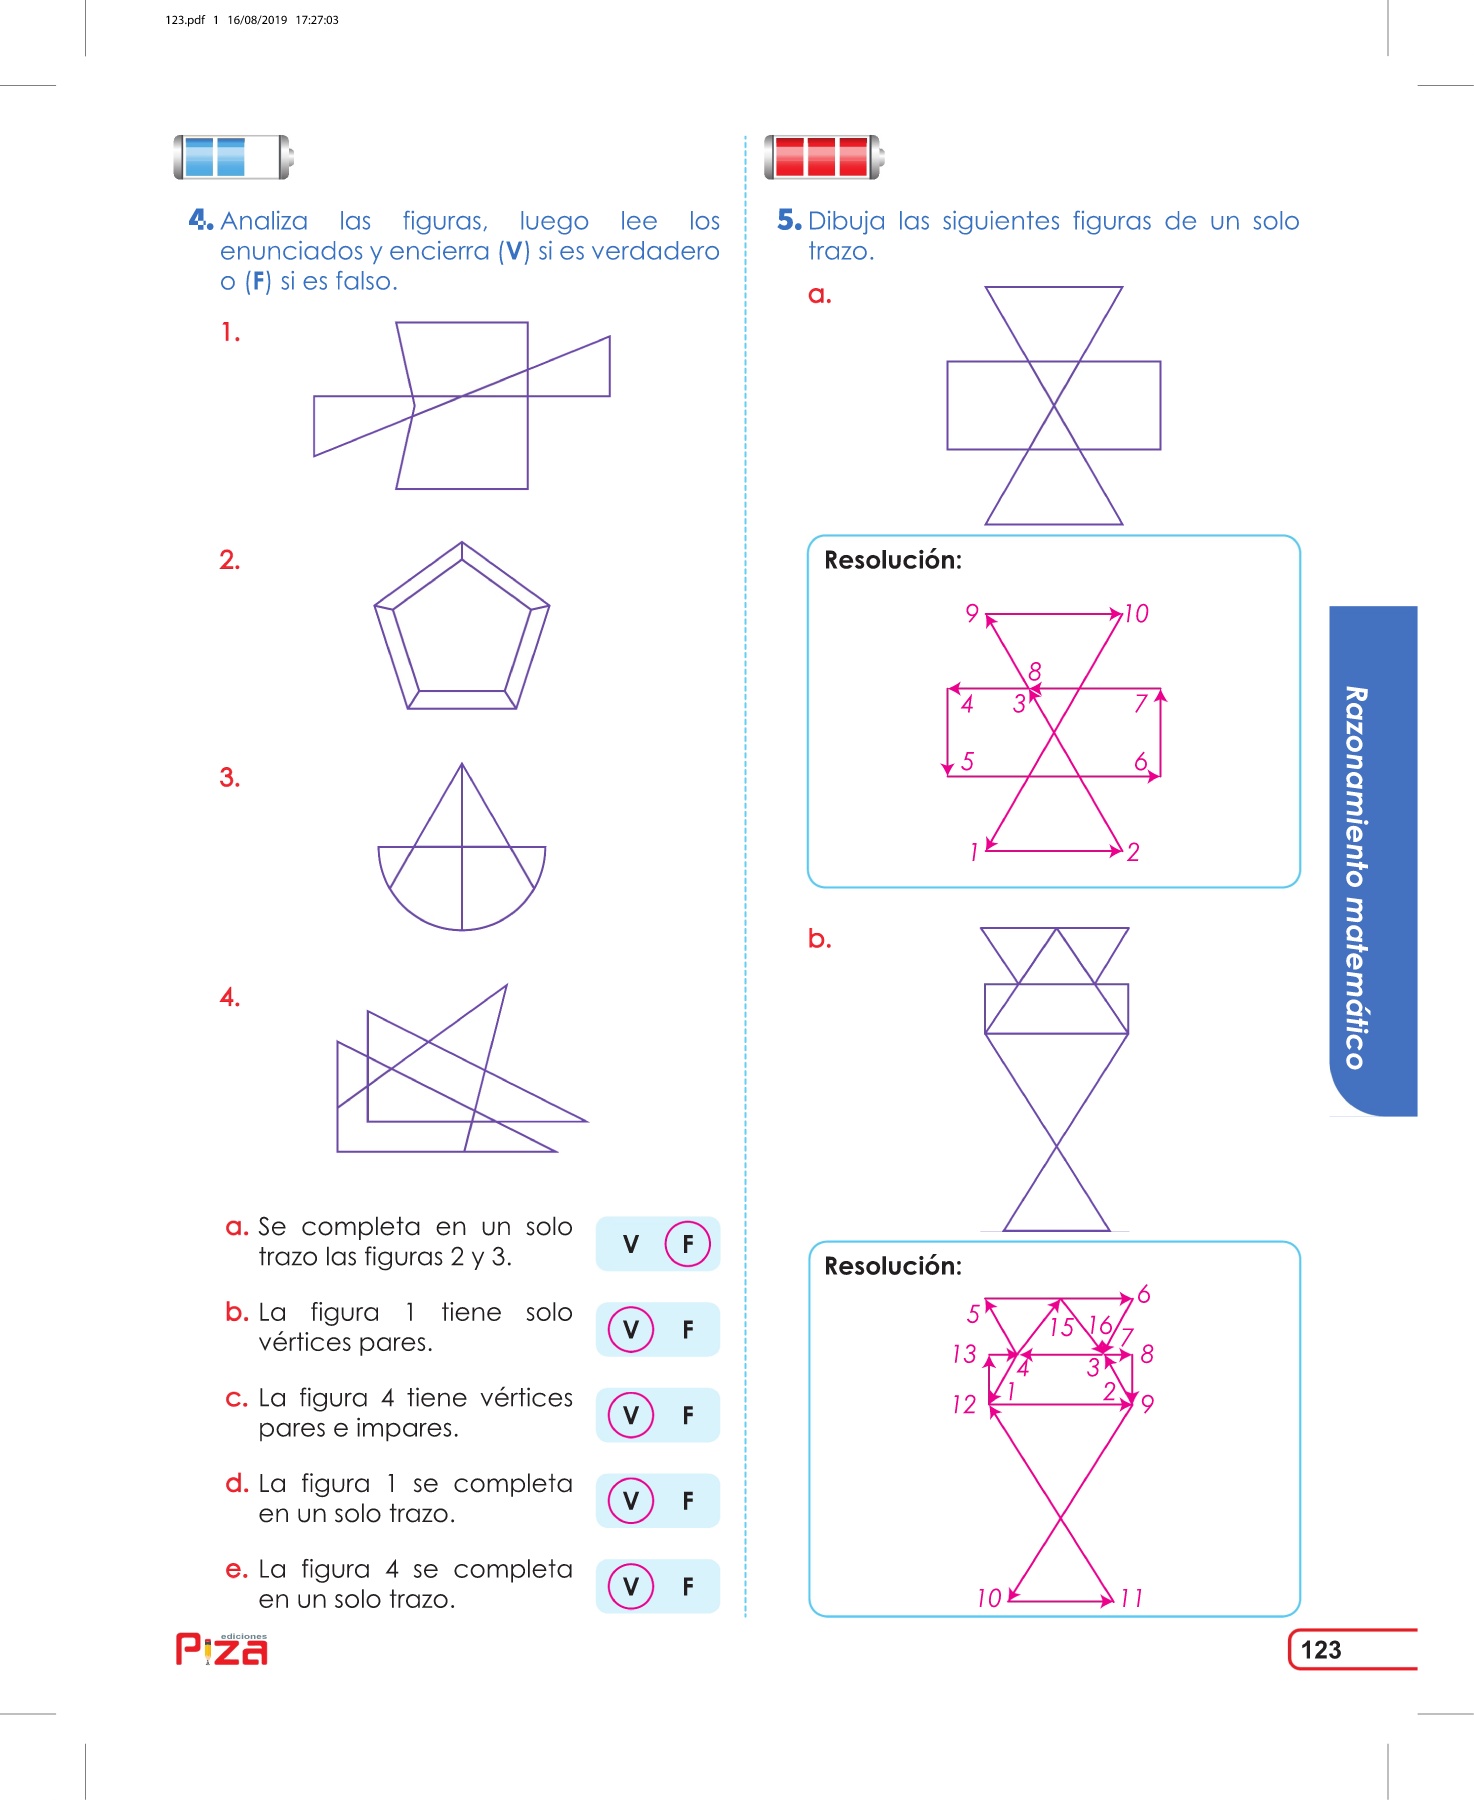 123.pdf 1 16/08/2019 17:27:03
4. Analiza las figuras, luego lee los
enunciados y encierra (V) si es verdadero
o (F) si es falso.
1.
2.
3.
4.
a. Se completa en un solo
trazo las figuras 2 y 3.
V F
b. La figura 1 tiene solo
vértices pares.
V F
c. La figura 4 tiene vértices
pares e impares.
V F
d. La figura 1 se completa
en un solo trazo.
V F
e. La figura 4 se completa
en un solo trazo.
V F
5. Dibuja las siguientes figuras de un solo
trazo.
a.
Resolución:
9 10
8
4 3 7
5 6
1 2
b.
Resolución:
5 6
15 16 7
13 4 3 8
12 1 2 9
10 11
Razonamiento matemático
ediciones
Piza
123